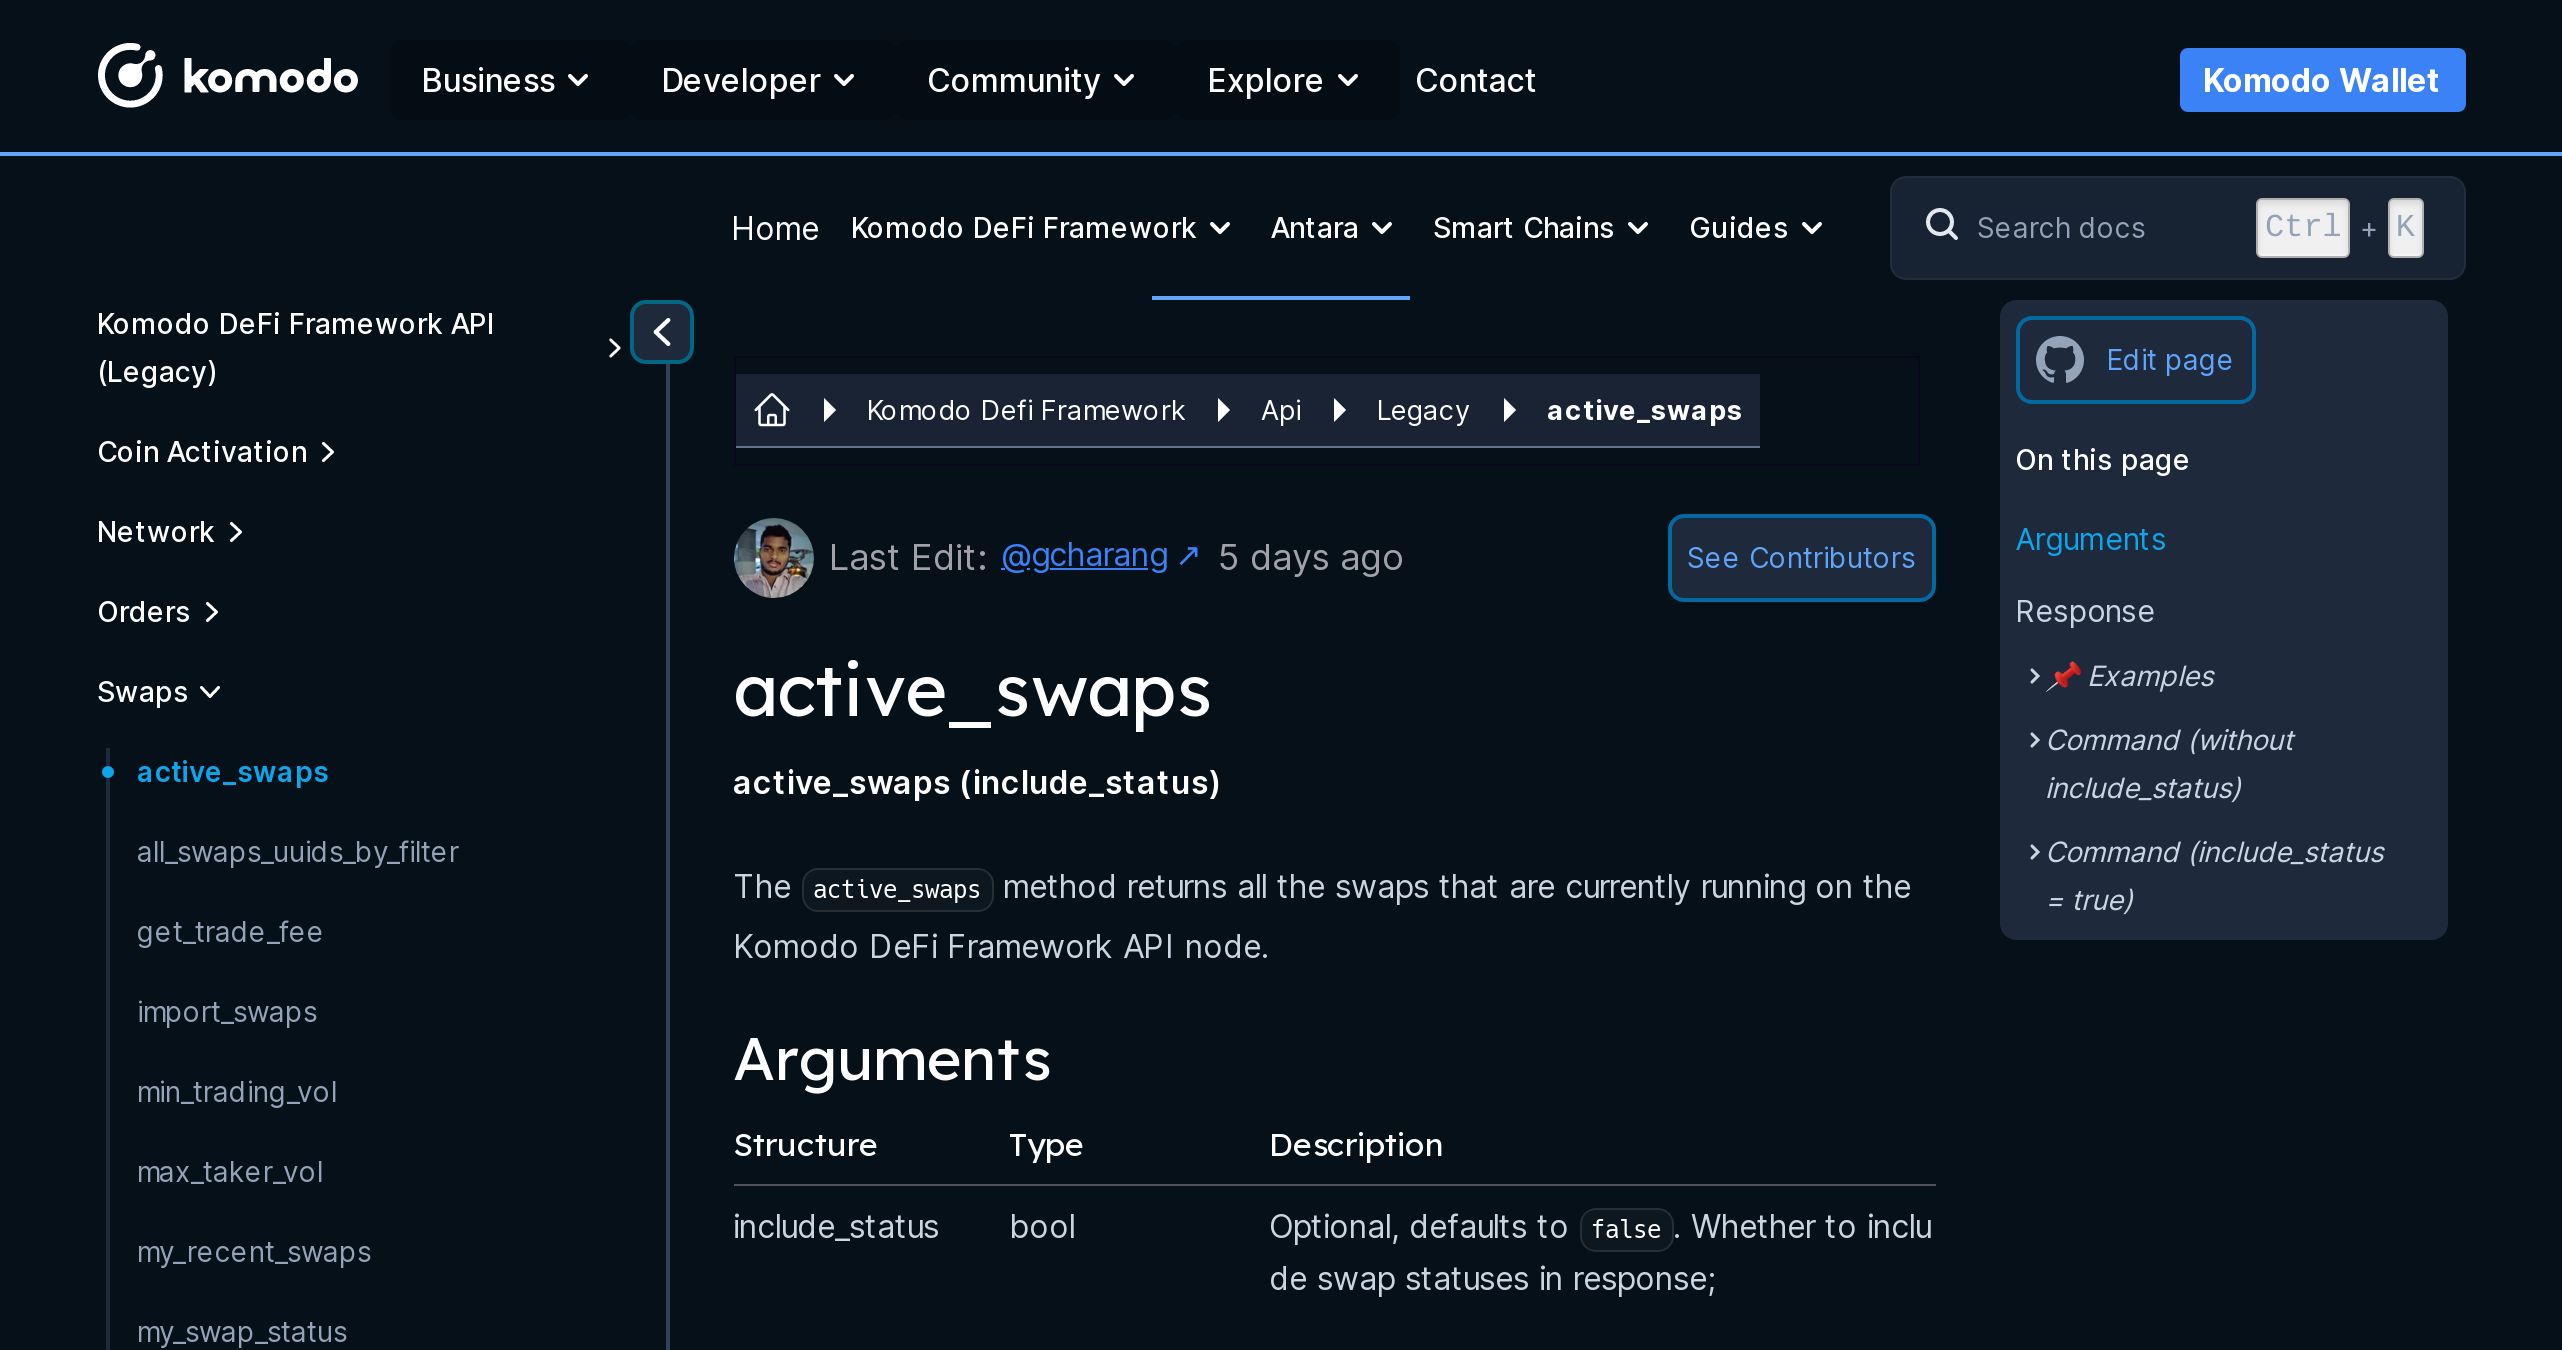 komodo
Business
Developer
Community
Explore
Contact
Komodo Wallet
Home
Komodo DeFi Framework
Antara
Smart Chains
Guides
Search docs
Ctrl + K
Komodo DeFi Framework API
(Legacy)
Coin Activation
Network
Orders
Swaps
active_swaps
all_swaps_uuids_by_filter
get_trade_fee
import_swaps
min_trading_vol
max_taker_vol
my_recent_swaps
my_swap_status
Komodo Defi Framework
Api
Legacy
active_swaps
Last Edit: @gcharang ↗ 5 days ago
See Contributors
active_swaps
active_swaps (include_status)
The active_swaps method returns all the swaps that are currently running on the
Komodo DeFi Framework API node.
Arguments
Structure Type Description
include_status bool Optional, defaults to false. Whether to inclu
de swap statuses in response;
Edit page
On this page
Arguments
Response
📌 Examples
Command (without
include_status)
Command (include_status
= true)